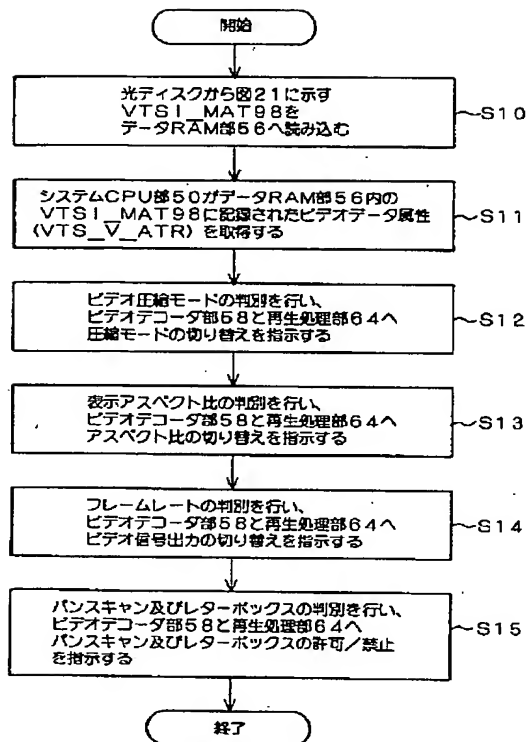 開始
光ディスクから図21に示す
VTSI_MAT98を
データRAM部56へ読み込む
S10
システムCPU部50がデータRAM部56内の
VTSI_MAT98に記録されたビデオデータ属性
(VTS_V_ATR)を取得する
S11
ビデオ圧縮モードの判別を行い、
ビデオデコーダ部58と再生処理部64へ
圧縮モードの切り替えを指示する
S12
表示アスペクト比の判別を行い、
ビデオデコーダ部58と再生処理部64へ
アスペクト比の切り替えを指示する
S13
フレームレートの判別を行い、
ビデオデコーダ部58と再生処理部64へ
ビデオ信号出力の切り替えを指示する
S14
パンスキャン及びレターボックスの判別を行い、
ビデオデコーダ部58と再生処理部64へ
パンスキャン及びレターボックスの許可/禁止
を指示する
S15
終了